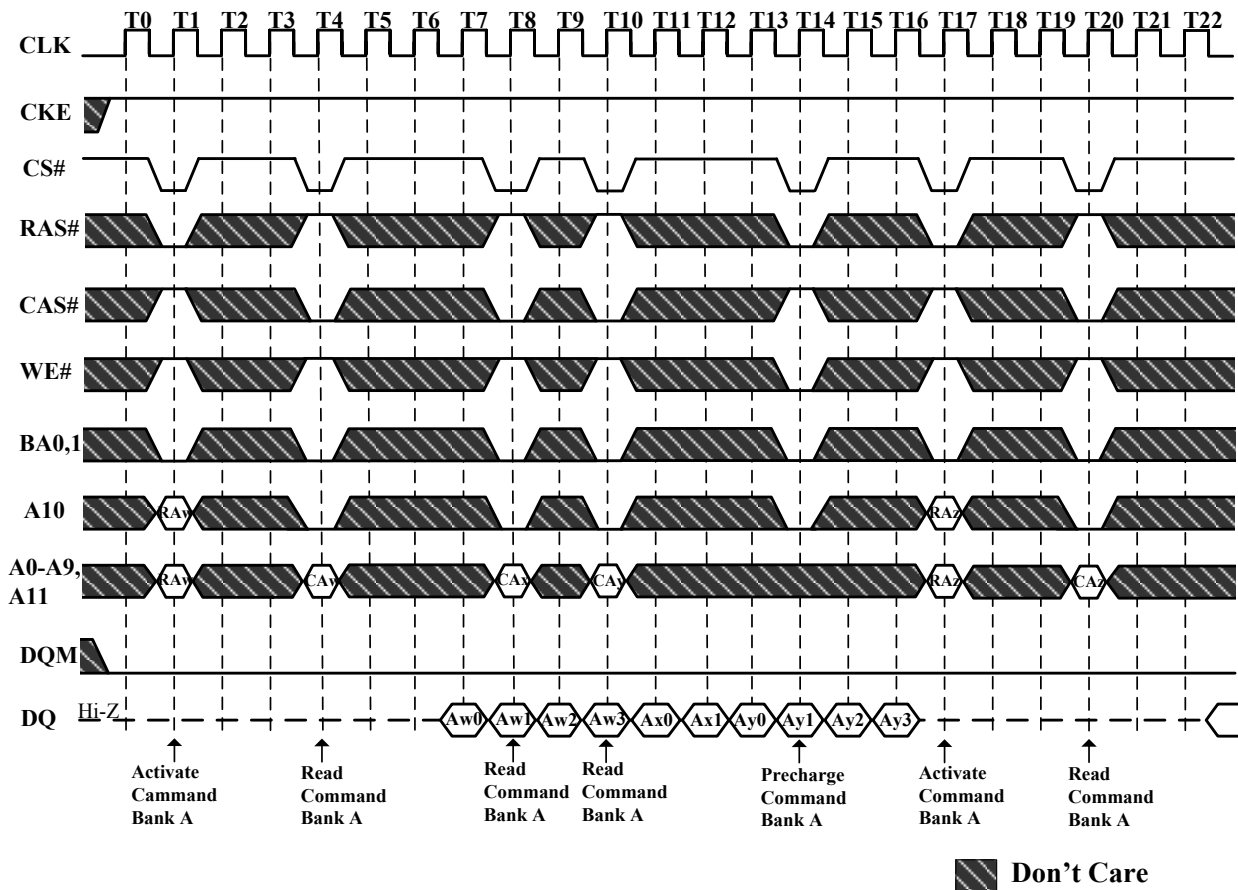 T0 T1 T2 T3 T4 T5 T6 T7 T8 T9 T10 T11 T12 T13 T14 T15 T16 T17 T18 T19 T20 T21 T22
CLK
CKE
CS#
RAS#
CAS#
WE#
BA0,1
A10 RAw RAz
A0-A9,
A11
RAw CAw CAx CAy RAz CAz
DQM
DQ Hi-Z Aw0 Aw1 Aw2 Aw3 Ax0 Ax1 Ay0 Ay1 Ay2 Ay3
Activate
Cammand
Bank A
Read
Command
Bank A
Read
Command
Bank A
Read
Command
Bank A
Precharge
Command
Bank A
Activate
Command
Bank A
Read
Command
Bank A
Don't Care